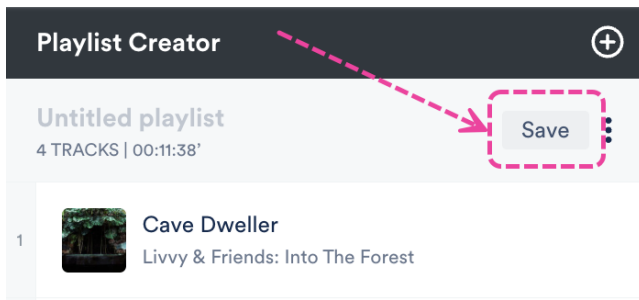 Playlist Creator
Untitled playlist
4 TRACKS | 00:11:38’
Save
1
Cave Dweller
Livvy & Friends: Into The Forest